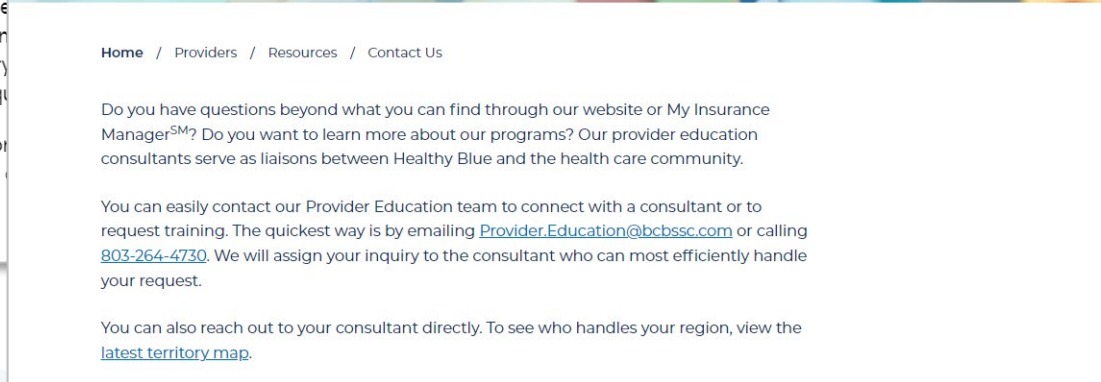 Home / Providers / Resources / Contact Us
Do you have questions beyond what you can find through our website or My Insurance
Manager℠? Do you want to learn more about our programs? Our provider education
consultants serve as liaisons between Healthy Blue and the health care community.
You can easily contact our Provider Education team to connect with a consultant or to
request training. The quickest way is by emailing Provider.Education@bcbssc.com or calling
803-264-4730. We will assign your inquiry to the consultant who can most efficiently handle
your request.
You can also reach out to your consultant directly. To see who handles your region, view the
latest territory map.